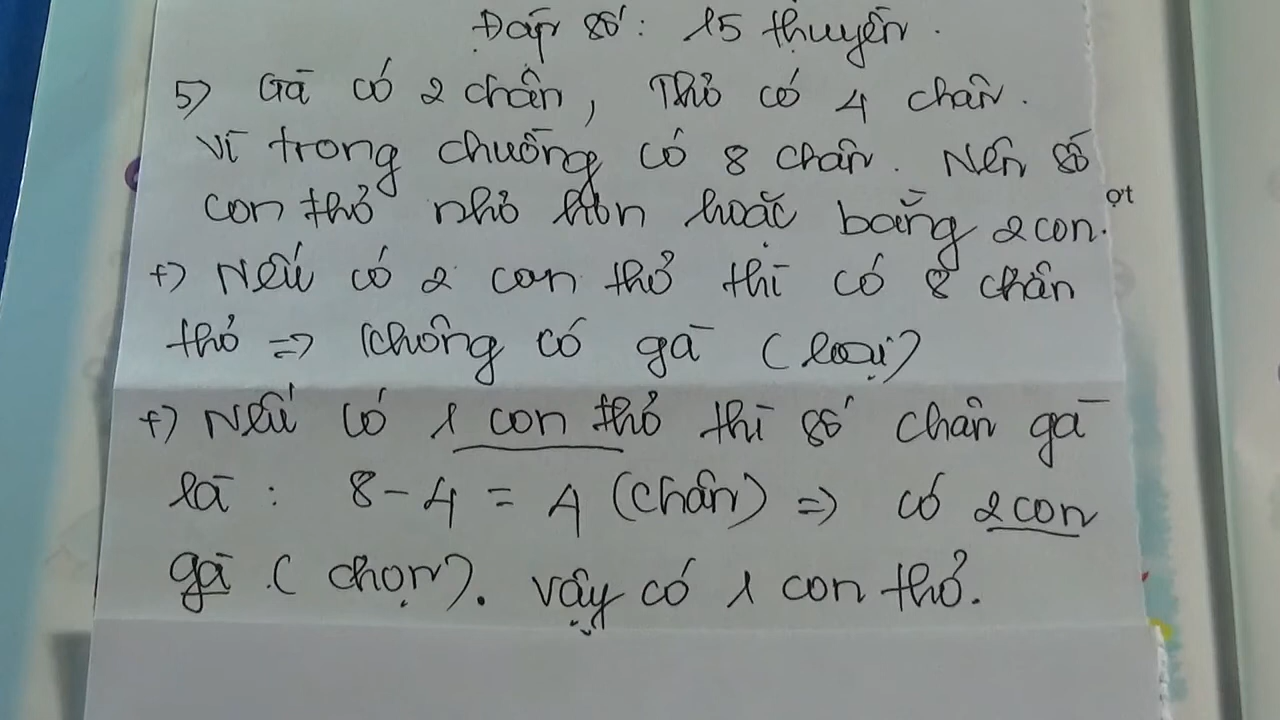 Đáp số: 15 thuyền.
5) Gà có 2 chân, Thỏ có 4 chân.
Vì trong chuồng có 8 chân. Nên số
con thỏ nhỏ hơn hoặc bằng 2 con.
+) Nếu có 2 con thỏ thì có 8 chân
thỏ => không có gà (loại)
+) Nếu có 1 con thỏ thì số chân gà
là: 8 - 4 = 4 (chân) => có 2 con
gà (chọn). Vậy có 1 con thỏ.